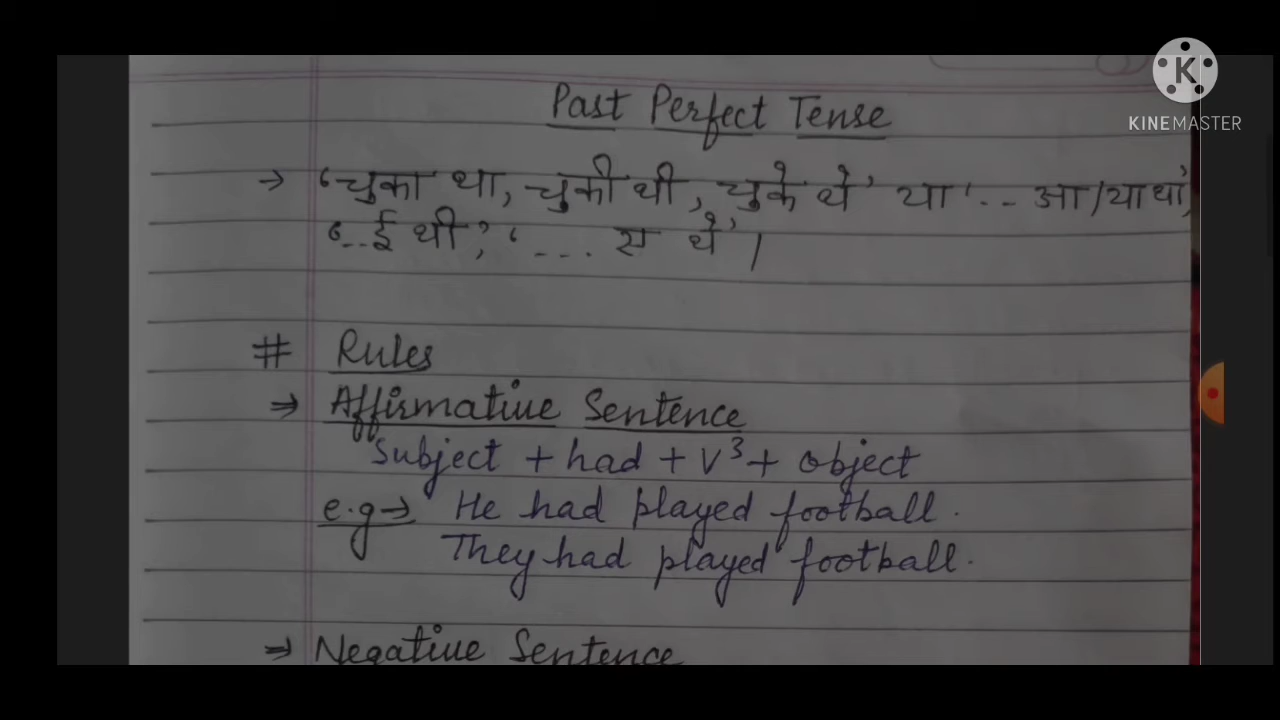 KINEMASTER
Past Perfect Tense
→ 'चुका था, चुकी थी, चुके थे' या '-- आ/या था',
'--ई थी', '--- ए थे'।
# Rules
⇒ Affirmative Sentence
Subject + had + V³ + object
e.g→ He had played football.
They had played football.
⇒ Negative Sentence